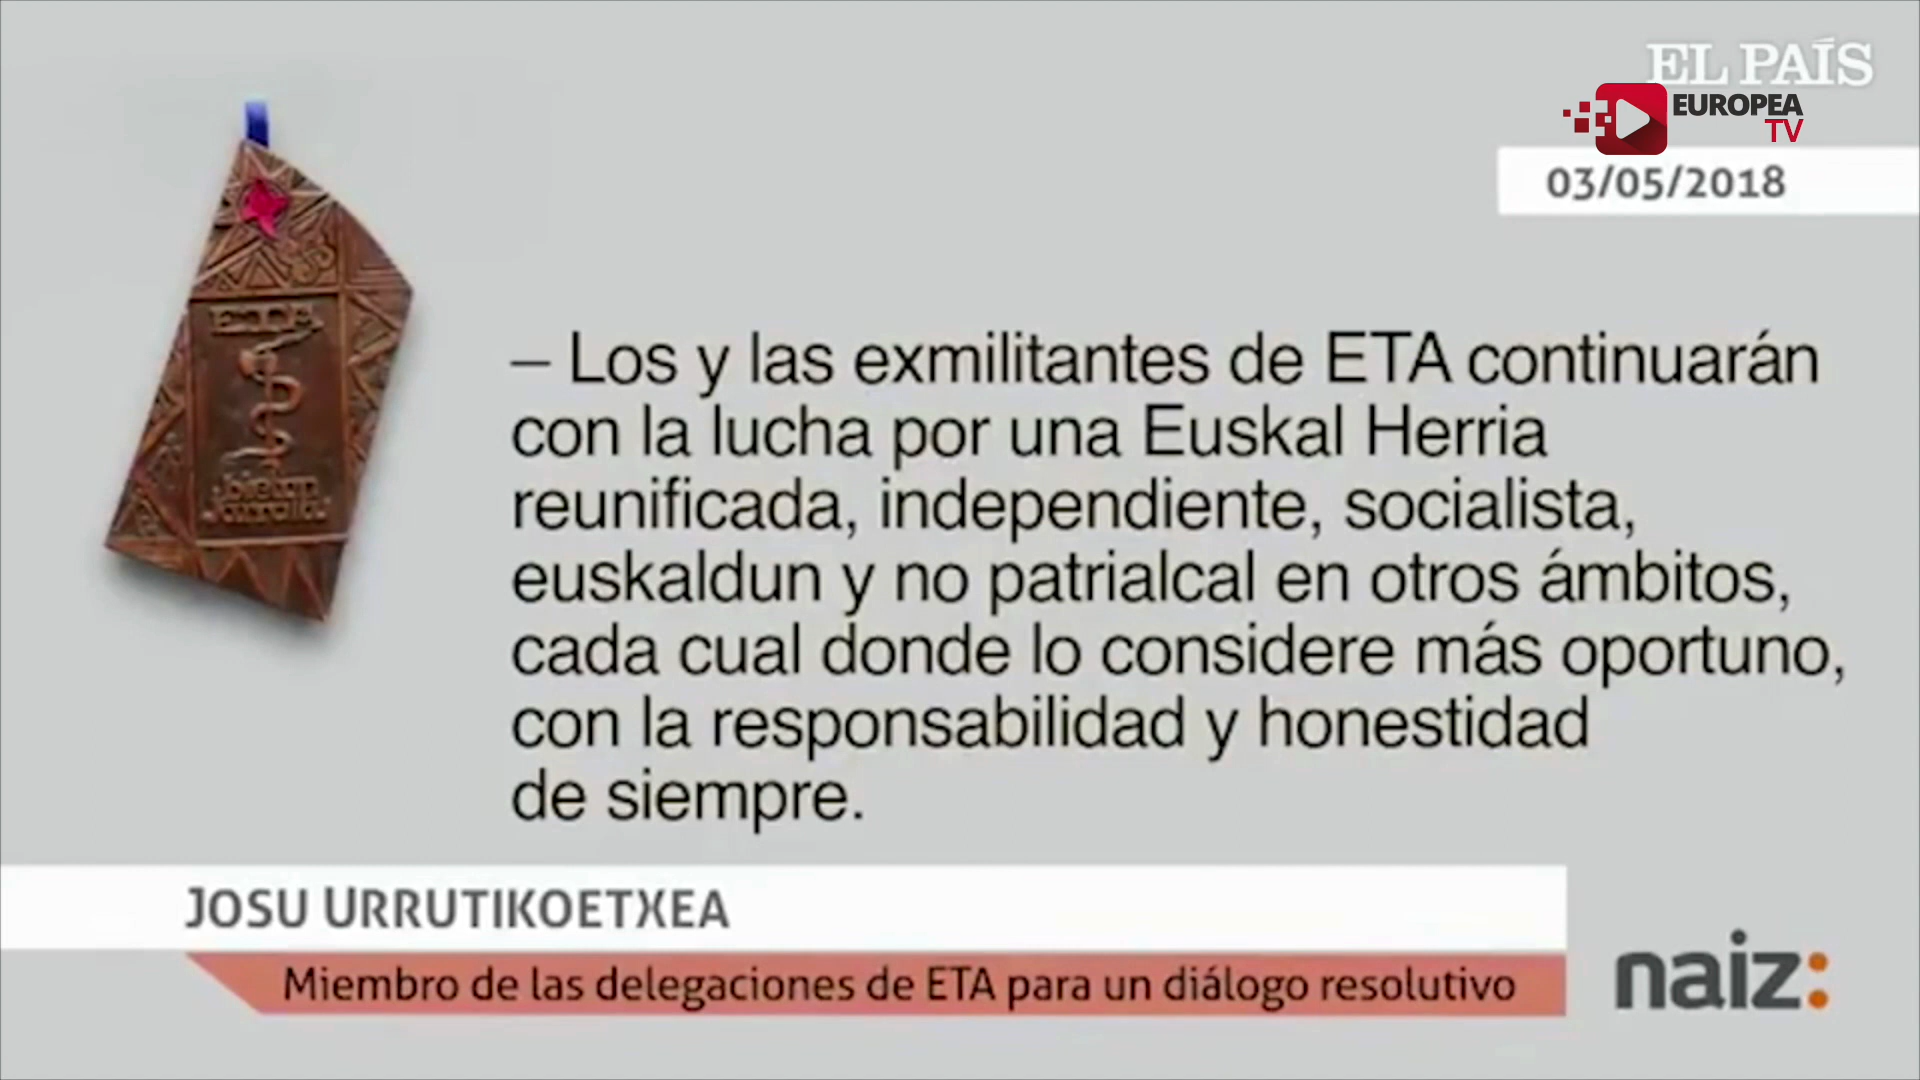 EL PAÍS
EUROPEA
TV
03/05/2018
ETA
– Los y las exmilitantes de ETA continuarán
con la lucha por una Euskal Herria
reunificada, independiente, socialista,
euskaldun y no patrialcal en otros ámbitos,
cada cual donde lo considere más oportuno,
con la responsabilidad y honestidad
de siempre.
JOSU URRUTIKOETXEA
Miembro de las delegaciones de ETA para un diálogo resolutivo
naiz: